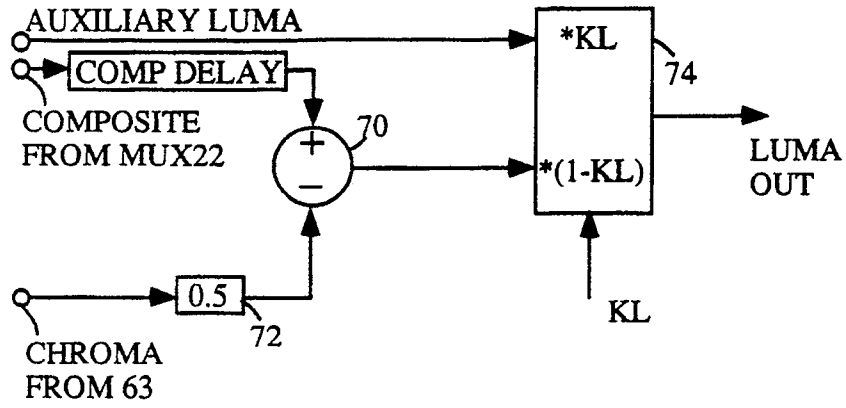 AUXILIARY LUMA
*KL
74
COMP DELAY
COMPOSITE
FROM MUX22
70
+
−
*(1-KL)
LUMA
OUT
0.5
72
KL
CHROMA
FROM 63